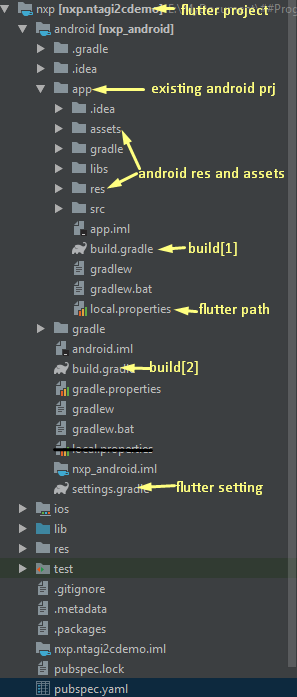 nxp [nxp.ntagi2cdemo] flutter project
android [nxp_android]
.gradle
.idea
app existing android prj
.idea
assets
gradle android res and assets
libs
res
src
app.iml
build.gradle build[1]
gradlew
gradlew.bat
local.properties flutter path
gradle
android.iml
build.gradle build[2]
gradle.properties
gradlew
gradlew.bat
local.properties
nxp_android.iml
settings.gradle flutter setting
ios
lib
res
test
.gitignore
.metadata
.packages
nxp.ntagi2cdemo.iml
pubspec.lock
pubspec.yaml